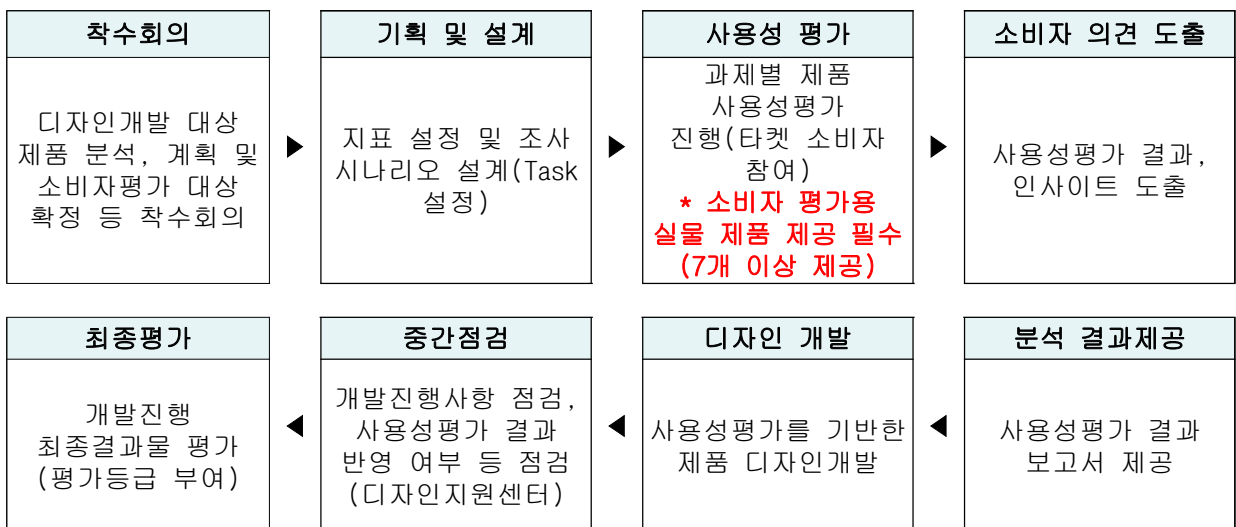 착수회의
디자인개발 대상
제품 분석, 계획 및
소비자평가 대상
확정 등 착수회의
▶
기획 및 설계
지표 설정 및 조사
시나리오 설계(Task
설정)
▶
사용성 평가
과제별 제품
사용성평가
진행(타켓 소비자
참여)
* 소비자 평가용
실물 제품 제공 필수
(7개 이상 제공)
▶
소비자 의견 도출
사용성평가 결과,
인사이트 도출
최종평가
개발진행
최종결과물 평가
(평가등급 부여)
◀
중간점검
개발진행사항 점검,
사용성평가 결과
반영 여부 등 점검
(디자인지원센터)
◀
디자인 개발
사용성평가를 기반한
제품 디자인개발
◀
분석 결과제공
사용성평가 결과
보고서 제공